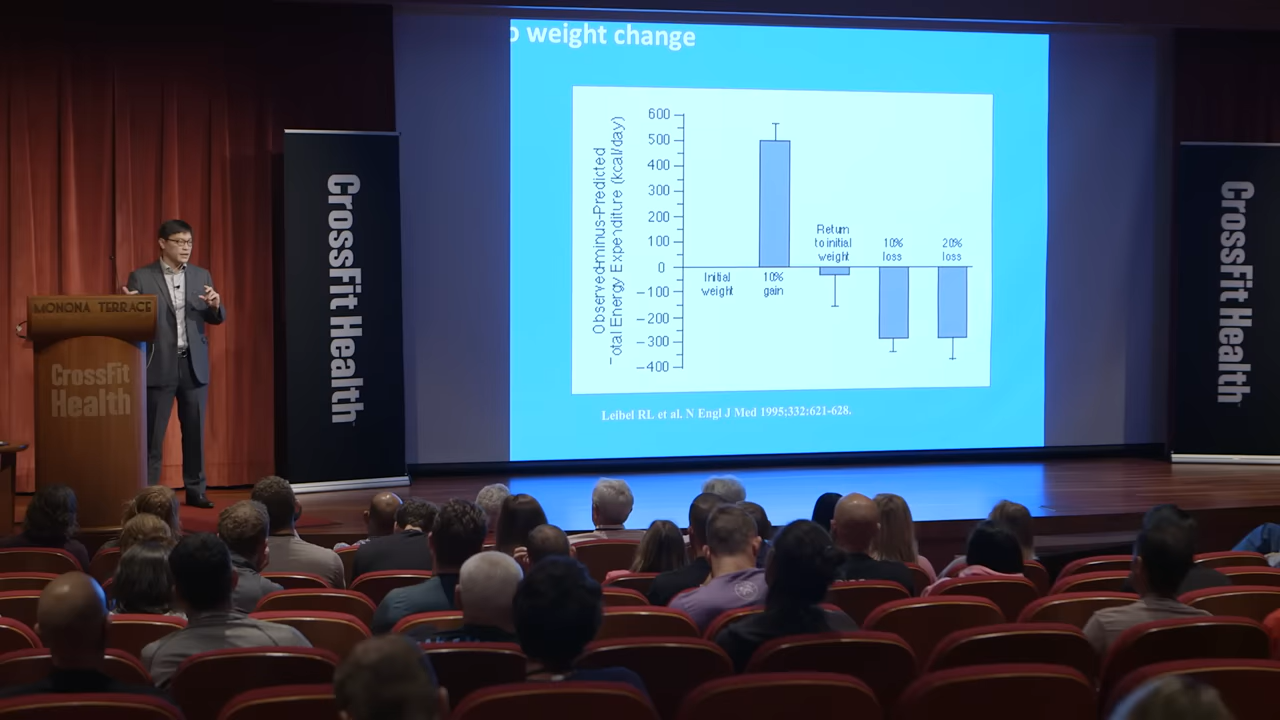 weight change
600
500
400
300
200
100
0
-100
-200
-300
-400
Observed-minus-Predicted
Total Energy Expenditure (kcal/day)
Initial
weight
10%
gain
Return
to initial
weight
10%
loss
20%
loss
Leibel RL et al. N Engl J Med 1995;332:621-628.
CrossFit Health
MONONA TERRACE
CrossFit
Health
CrossFit Health